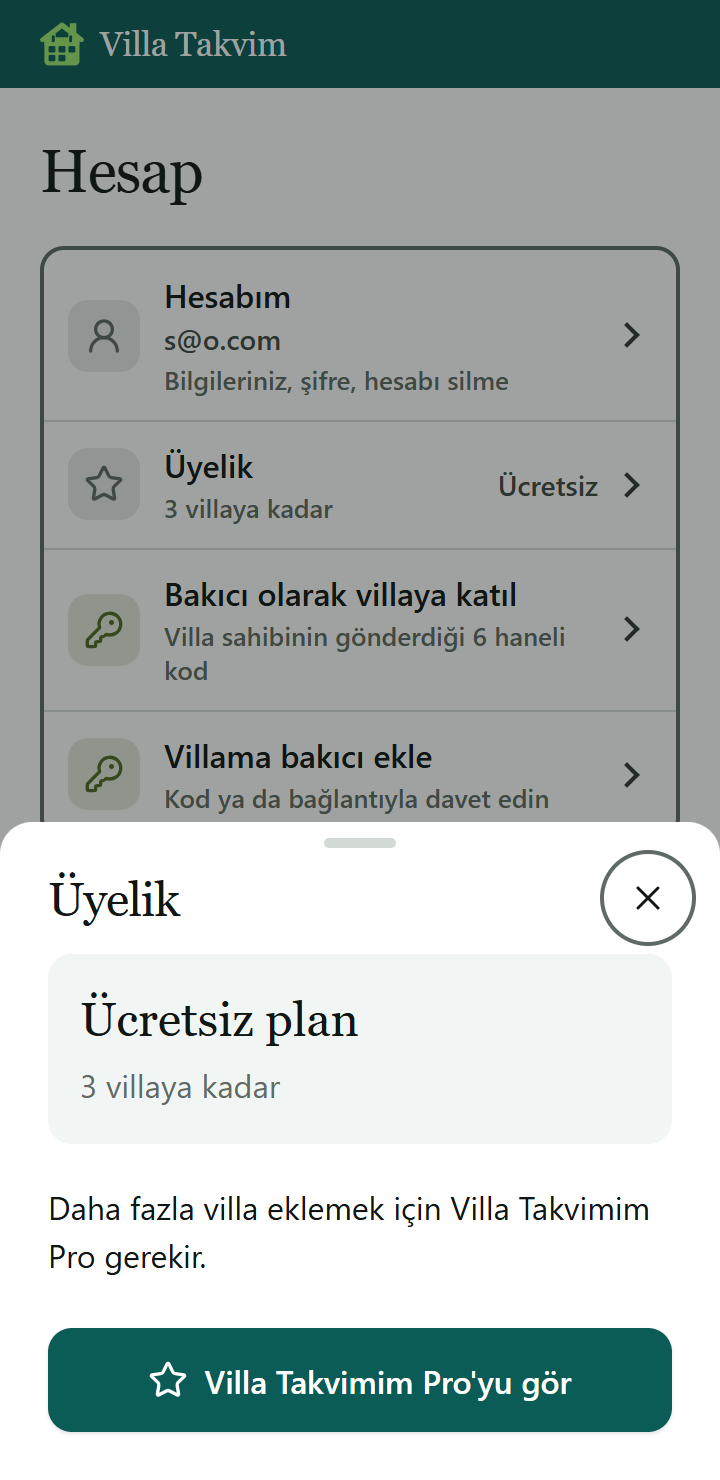 Villa Takvim
Hesap
Hesabım
s@o.com
Bilgileriniz, şifre, hesabı silme
Üyelik
3 villaya kadar
Ücretsiz
Bakıcı olarak villaya katıl
Villa sahibinin gönderdiği 6 haneli
kod
Villama bakıcı ekle
Kod ya da bağlantıyla davet edin
Üyelik
Ücretsiz plan
3 villaya kadar
Daha fazla villa eklemek için Villa Takvimim
Pro gerekir.
Villa Takvimim Pro'yu gör